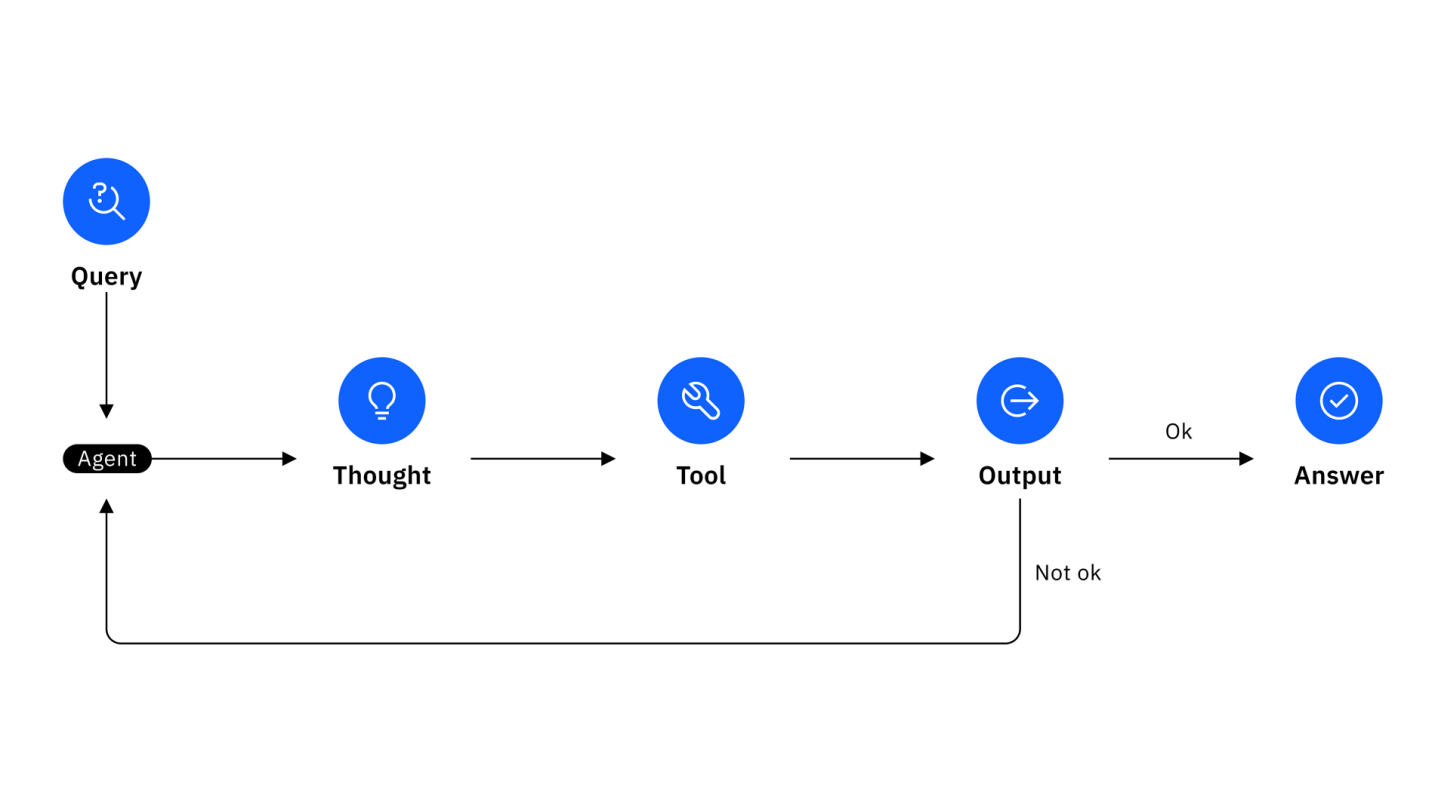 Query
Agent
Thought
Tool
Output
Ok
Answer
Not ok